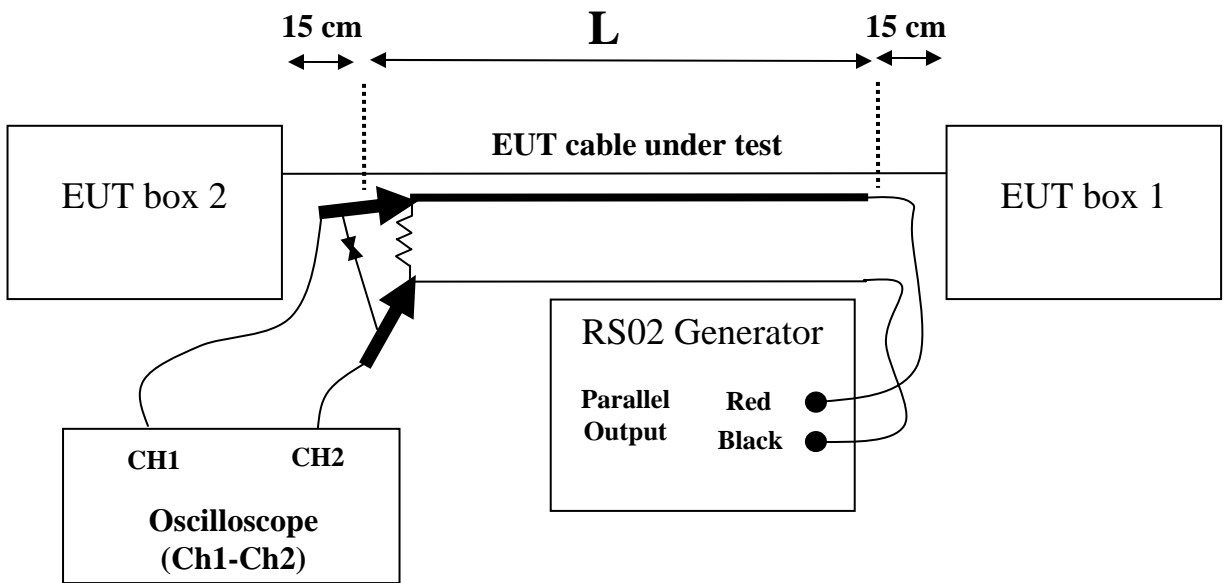 15 cm
L
15 cm
EUT cable under test
EUT box 2
EUT box 1
RS02 Generator
Parallel
Output
Red
Black
CH1
CH2
Oscilloscope
(Ch1-Ch2)